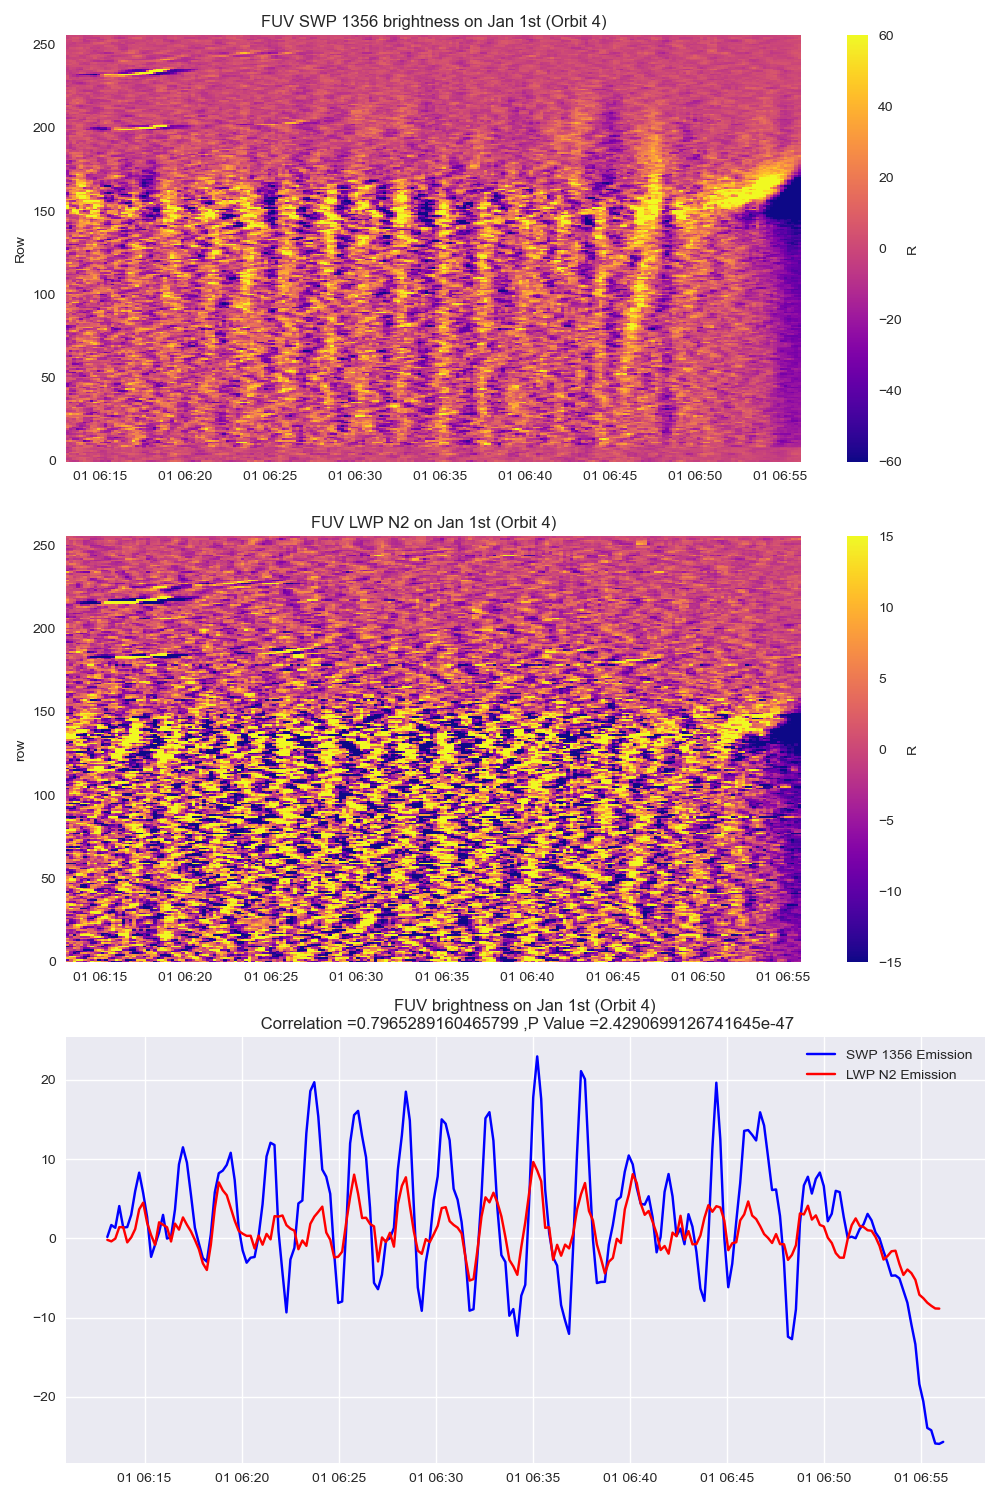 FUV SWP 1356 brightness on Jan 1st (Orbit 4)
250
200
150
100
50
0
Row
01 06:15 01 06:20 01 06:25 01 06:30 01 06:35 01 06:40 01 06:45 01 06:50 01 06:55
60
40
20
0
−20
−40
−60
R
FUV LWP N2 on Jan 1st (Orbit 4)
250
200
150
100
50
0
row
01 06:15 01 06:20 01 06:25 01 06:30 01 06:35 01 06:40 01 06:45 01 06:50 01 06:55
15
10
5
0
−5
−10
−15
R
FUV brightness on Jan 1st (Orbit 4)
Correlation =0.7965289160465799 ,P Value =2.4290699126741645e-47
SWP 1356 Emission
LWP N2 Emission
20
10
0
−10
−20
01 06:15 01 06:20 01 06:25 01 06:30 01 06:35 01 06:40 01 06:45 01 06:50 01 06:55